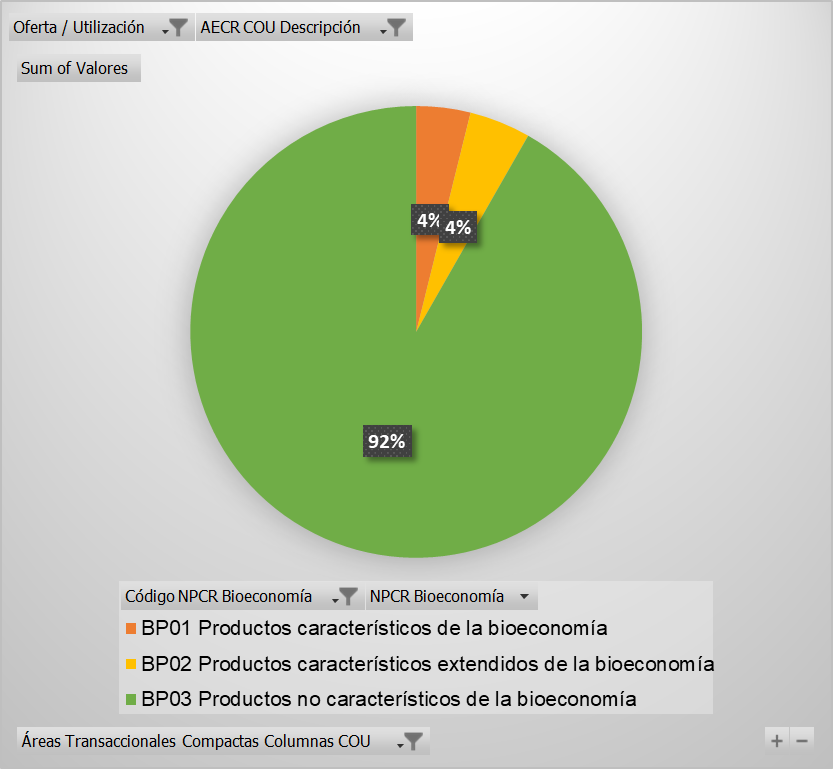 Oferta / Utilización AECR COU Descripción
Sum of Valores
4% 4%
92%
Código NPCR Bioeconomía NPCR Bioeconomía
BP01 Productos característicos de la bioeconomía
BP02 Productos característicos extendidos de la bioeconomía
BP03 Productos no característicos de la bioeconomía
Áreas Transaccionales Compactas Columnas COU + −